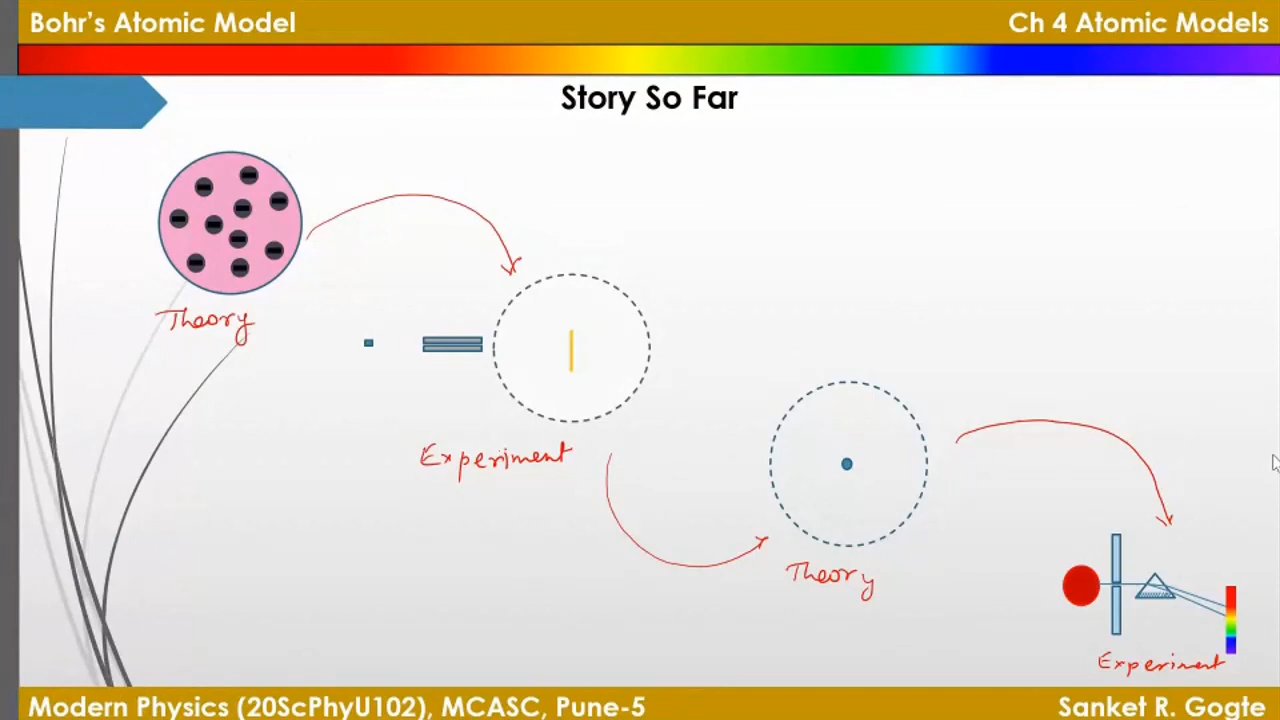 Bohr's Atomic Model
Ch 4 Atomic Models
Story So Far
Theory
Experiment
Theory
Experiment
Modern Physics (20ScPhyU102), MCASC, Pune-5
Sanket R. Gogte